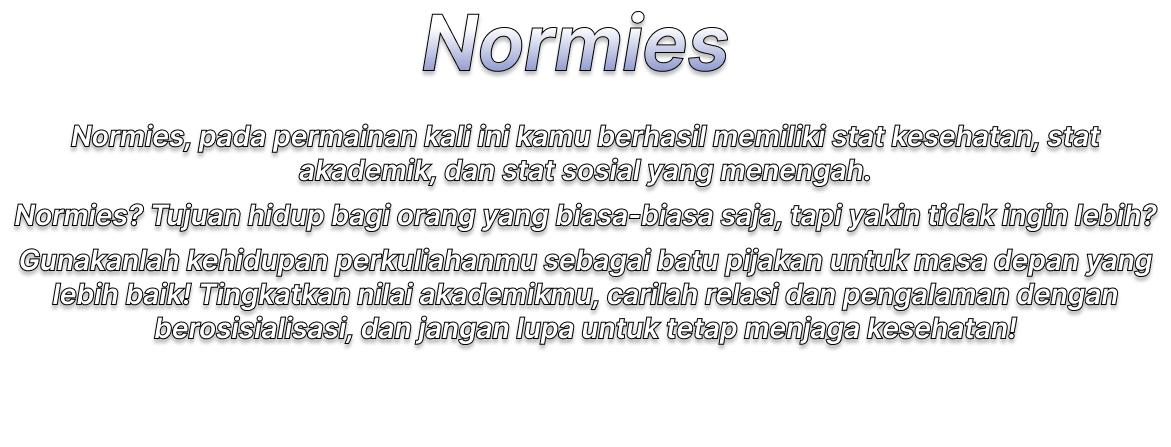 Normies
Normies, pada permainan kali ini kamu berhasil memiliki stat kesehatan, stat
akademik, dan stat sosial yang menengah.
Normies? Tujuan hidup bagi orang yang biasa-biasa saja, tapi yakin tidak ingin lebih?
Gunakanlah kehidupan perkuliahanmu sebagai batu pijakan untuk masa depan yang
lebih baik! Tingkatkan nilai akademikmu, carilah relasi dan pengalaman dengan
berosisialisasi, dan jangan lupa untuk tetap menjaga kesehatan!